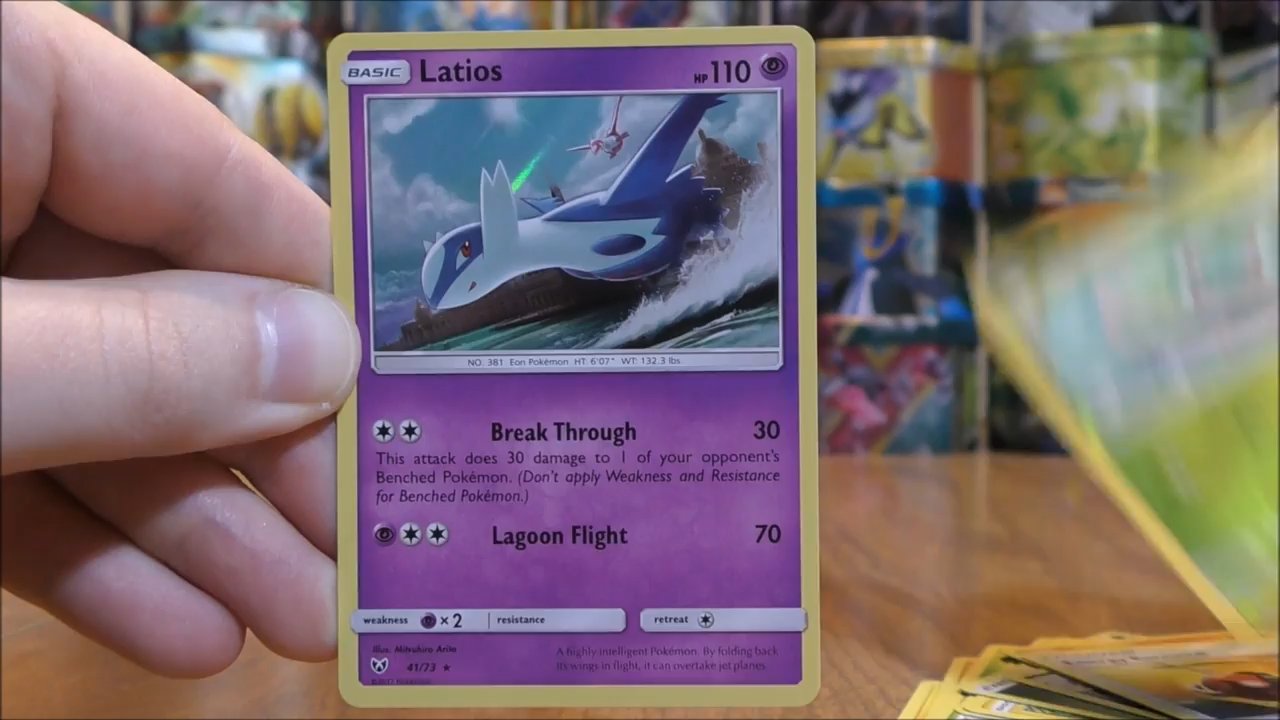 BASIC Latios HP 110
NO. 381 Eon Pokémon HT: 6'07" WT: 132.3 lbs
Break Through 30
This attack does 30 damage to 1 of your opponent's
Benched Pokémon. (Don't apply Weakness and Resistance
for Benched Pokémon.)
Lagoon Flight 70
weakness ×2 resistance retreat
Illus. Mitsuhiro Arita
41/73 ★
A highly intelligent Pokémon. By folding back
its wings in flight, it can overtake jet planes.
©2017 Pokémon